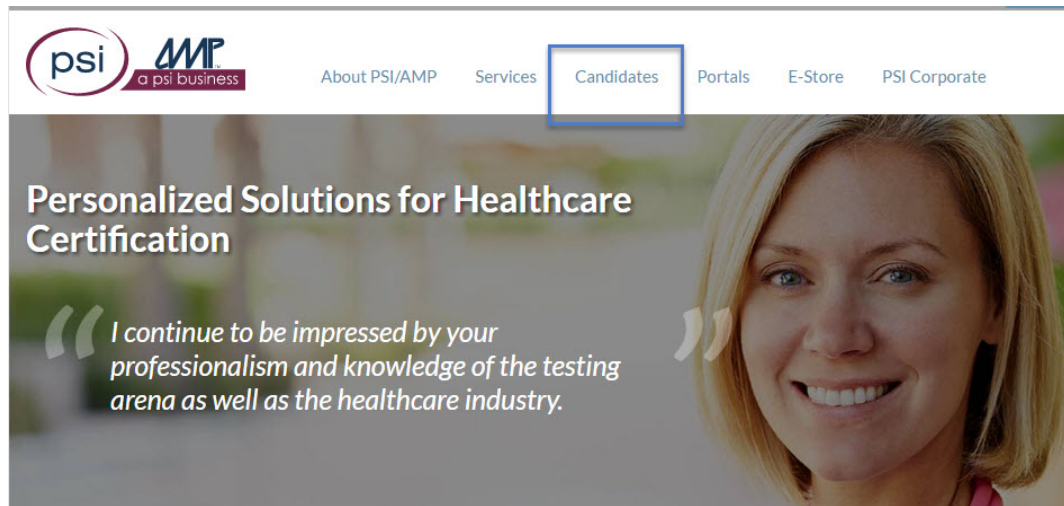 psi
AMP™
a psi business
About PSI/AMP Services Candidates Portals E-Store PSI Corporate
Personalized Solutions for Healthcare
Certification
“ I continue to be impressed by your ”
professionalism and knowledge of the testing
arena as well as the healthcare industry.